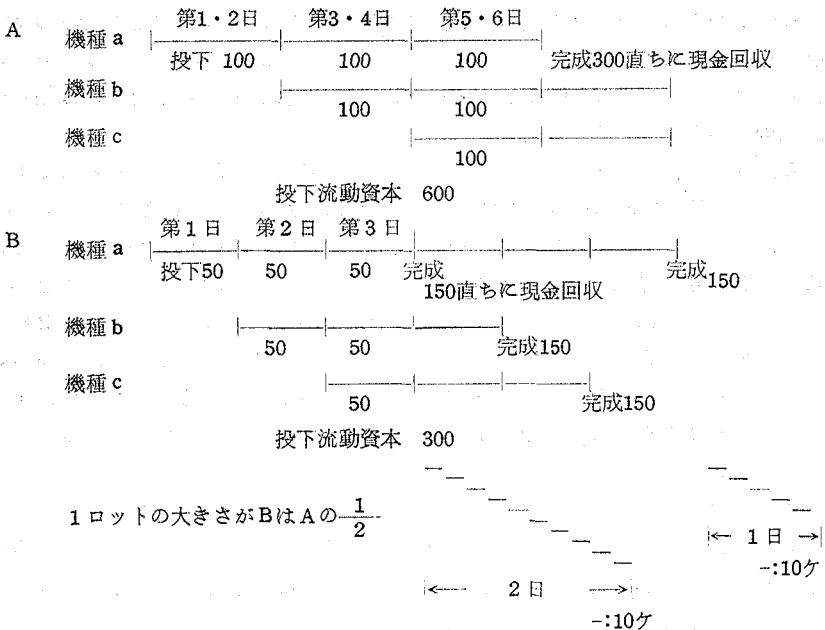 A
第1・2日 第3・4日 第5・6日
機種 a
投下 100 100 100 完成300直ちに現金回収
機種 b
100 100
機種 c
100
投下流動資本 600
B
第1日 第2日 第3日
機種 a
投下50 50 50 完成 完成150
150直ちに現金回収
機種 b
50 50 完成150
機種 c
50 完成150
投下流動資本 300
1ロットの大きさがBはAの1/2
1日
-:10ケ
2日
-:10ケ